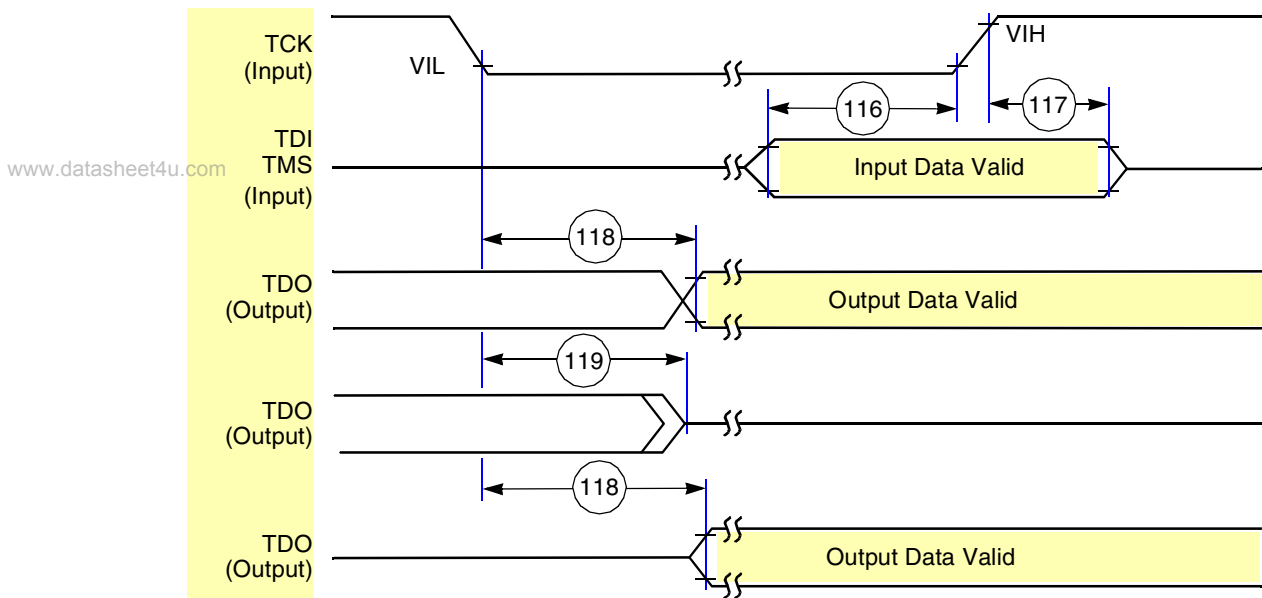 TCK
(Input)
VIL
VIH
116
117
TDI
TMS
(Input)
www.datasheet4u.com
Input Data Valid
118
TDO
(Output)
Output Data Valid
119
TDO
(Output)
118
TDO
(Output)
Output Data Valid